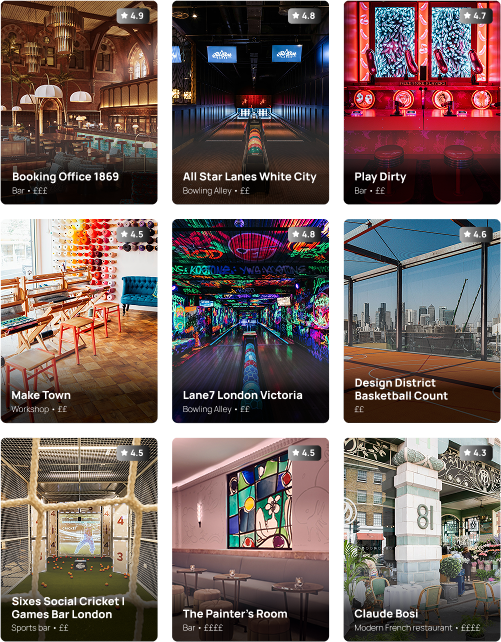 4.9
Booking Office 1869
Bar • £££
4.8
All Star Lanes White City
Bowling Alley • ££
4.7
Play Dirty
Bar • ££
4.5
Make Town
Workshop • ££
4.8
Lane7 London Victoria
Bowling Alley • ££
4.6
Design District
Basketball Count
££
4.5
4
3
Sixes Social Cricket |
Games Bar London
Sports bar • ££
4.5
The Painter's Room
Bar • ££££
4.3
81
Claude Bosi
Modern French restaurant • ££££